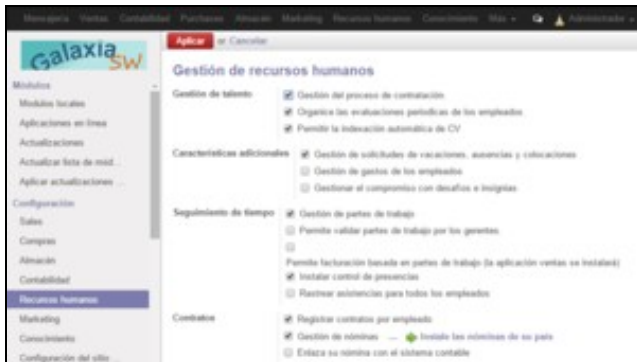 Mensajería Ventas Contabilidad Purchases Almacén Marketing Recursos humanos Conocimiento Más Administrador
Galaxia SW
Aplicar or Cancelar
Gestión de recursos humanos
Módulos
Modulos locales
Aplicaciones en línea
Actualizaciones
Actualizar lista de mód...
Aplicar actualizaciones ...
Configuración
Sales
Compras
Almacén
Contabilidad
Recursos humanos
Marketing
Conocimiento
Configuración del sitio ...
Gestión de talento
Gestión del proceso de contratación
Organice las evaluaciones periodicas de los empleados
Permitir la indexación automática de CV
Características adicionales
Gestión de solicitudes de vacaciones, ausencias y colocaciones
Gestión de gastos de los empleados
Gestionar el compromiso con desafíos e insignias
Seguimiento de tiempo
Gestión de partes de trabajo
Permite validar partes de trabajo por los gerentes
Permite facturación basada en partes de trabajo (la aplicación ventas se instalará)
Instalar control de presencias
Rastrear asistencias para todos los empleados
Contratos
Registrar contratos por empleado
Gestión de nóminas ... Instale las nóminas de su país
Enlaza su nómina con el sistema contable